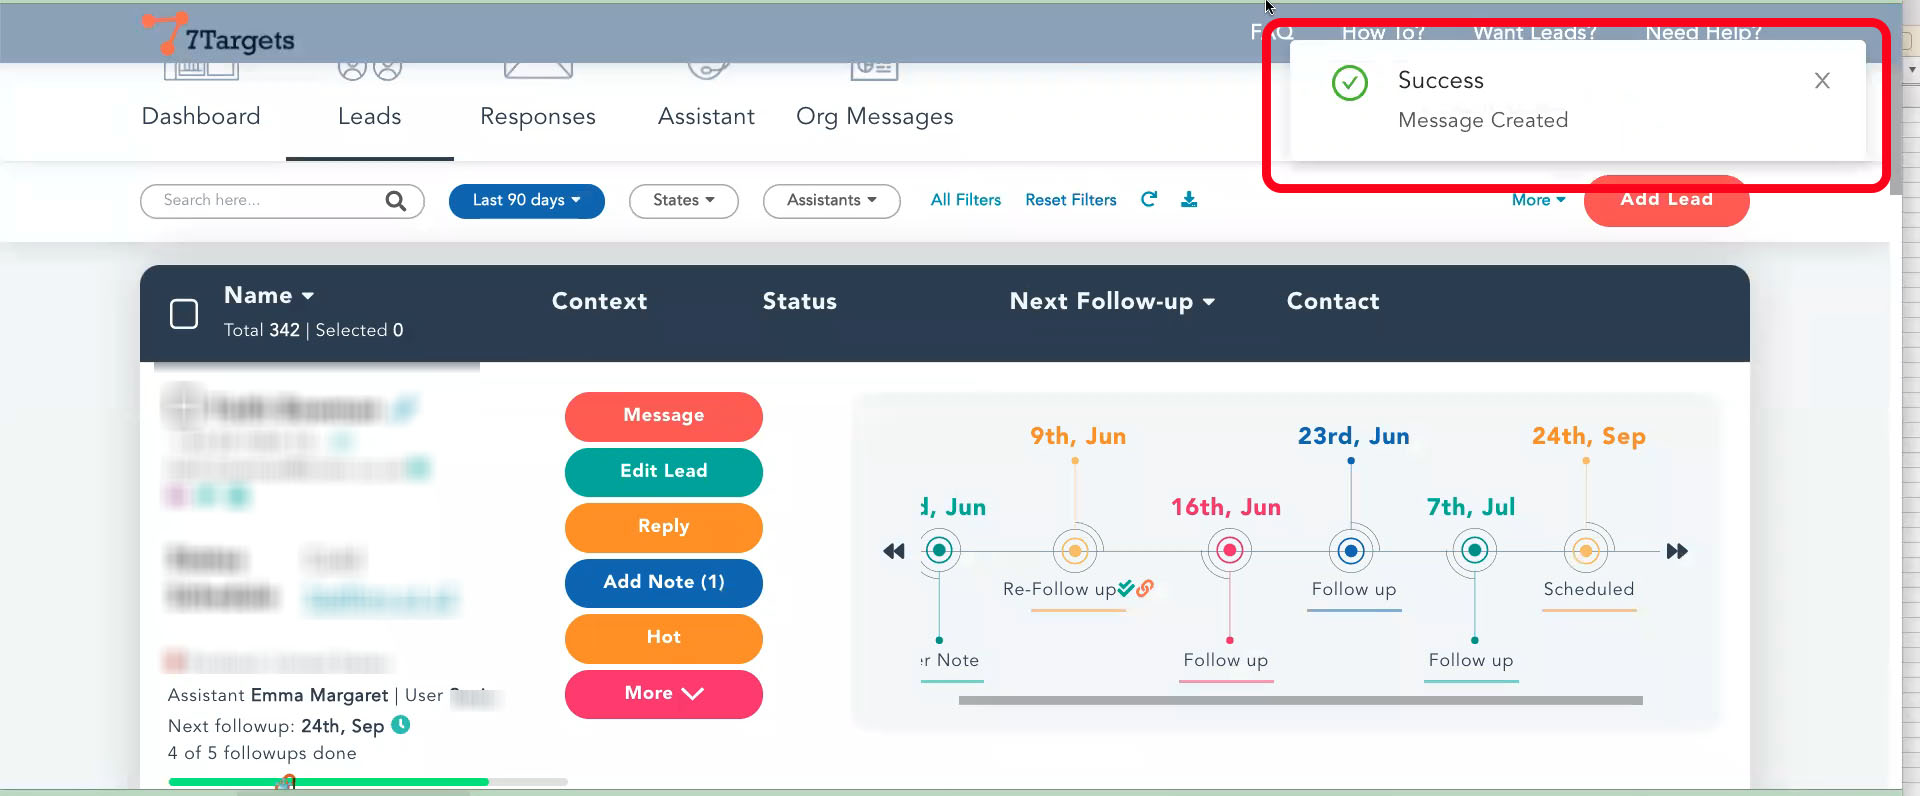 7Targets
FAQ How To? Want Leads? Need Help?
Success
Message Created
Dashboard Leads Responses Assistant Org Messages
Search here... Last 90 days States Assistants All Filters Reset Filters More Add Lead
Name Context Status Next Follow-up Contact
Total 342 | Selected 0
Message
Edit Lead
Reply
Add Note (1)
Hot
More
9th, Jun 23rd, Jun 24th, Sep
d, Jun 16th, Jun 7th, Jul
Re-Follow up Follow up Scheduled
er Note Follow up Follow up
Assistant Emma Margaret | User
Next followup: 24th, Sep
4 of 5 followups done